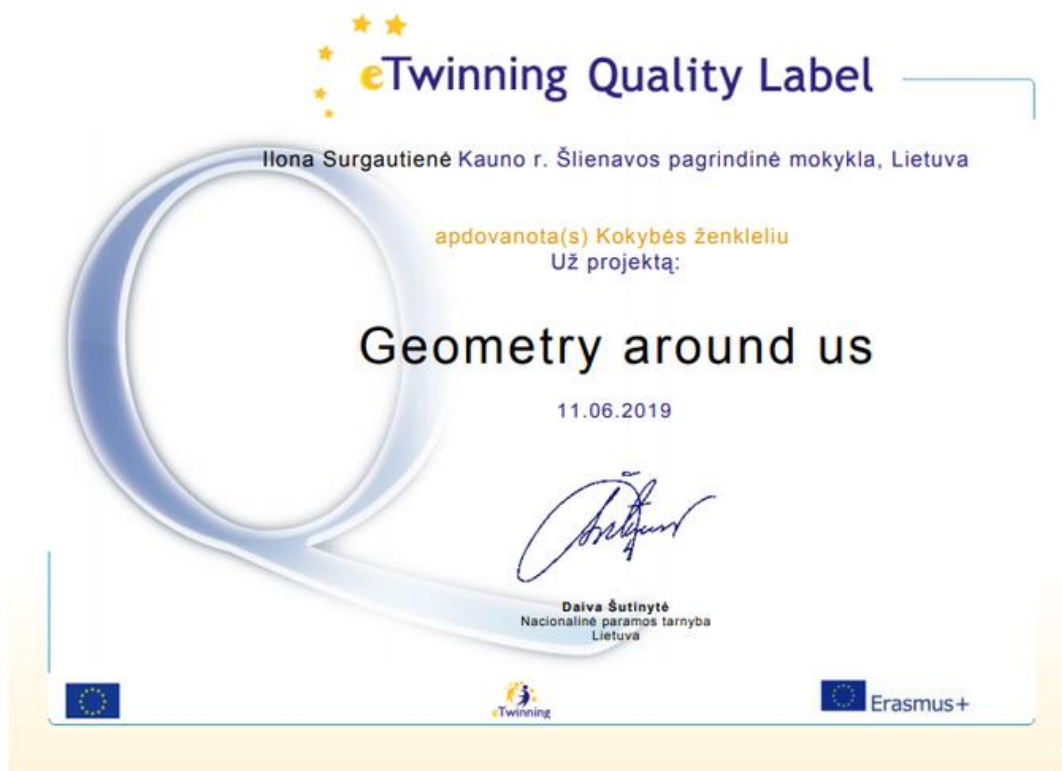 eTwinning Quality Label
Ilona Surgautienė Kauno r. Šlienavos pagrindinė mokykla, Lietuva
apdovanota(s) Kokybės ženkleliu
Už projektą:
Geometry around us
11.06.2019
Daiva Šutinytė
Nacionalinė paramos tarnyba
Lietuva
eTwinning
Erasmus+